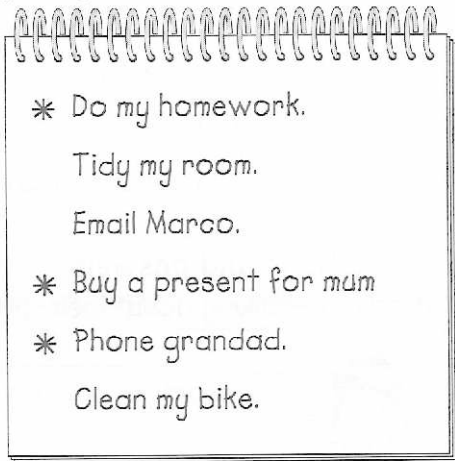 * Do my homework.
Tidy my room.
Email Marco.
* Buy a present for mum
* Phone grandad.
Clean my bike.